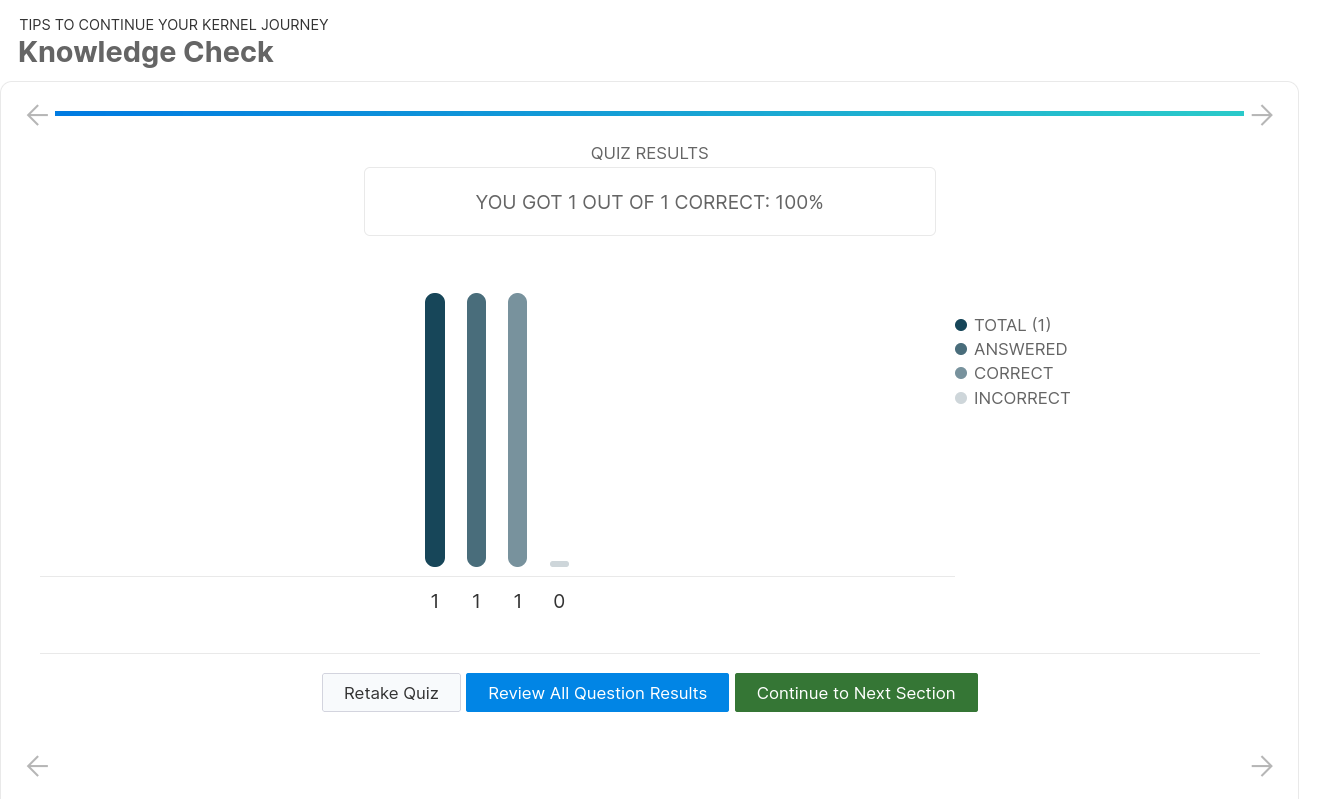 TIPS TO CONTINUE YOUR KERNEL JOURNEY
Knowledge Check
QUIZ RESULTS
YOU GOT 1 OUT OF 1 CORRECT: 100%
TOTAL (1)
ANSWERED
CORRECT
INCORRECT
1 1 1 0
Retake Quiz Review All Question Results Continue to Next Section